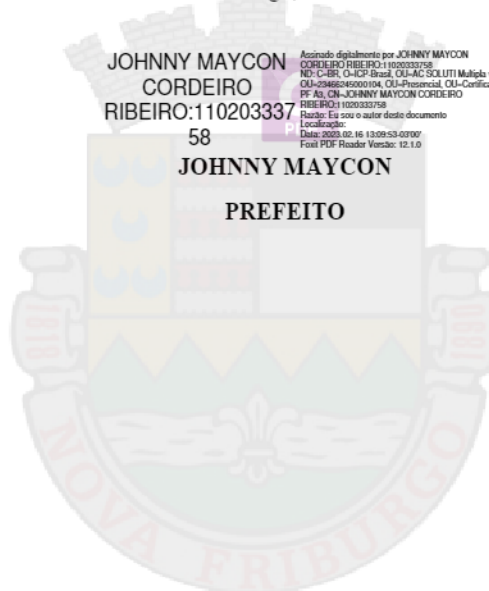 JOHNNY MAYCON
CORDEIRO
RIBEIRO:110203337
58
Assinado digitalmente por JOHNNY MAYCON
CORDEIRO RIBEIRO:11020333758
ND: C=BR, O=ICP-Brasil, OU=AC SOLUTI Multipla
OU=23466245000104, OU=Presencial, OU=Certifica
PF A3, CN=JOHNNY MAYCON CORDEIRO
RIBEIRO:11020333758
Razão: Eu sou o autor deste documento
Localização:
Data: 2023.02.16 13:09:53-03'00'
Foxit PDF Reader Versão: 12.1.0
JOHNNY MAYCON
PREFEITO
1818
1890
NOVA FRIBURGO